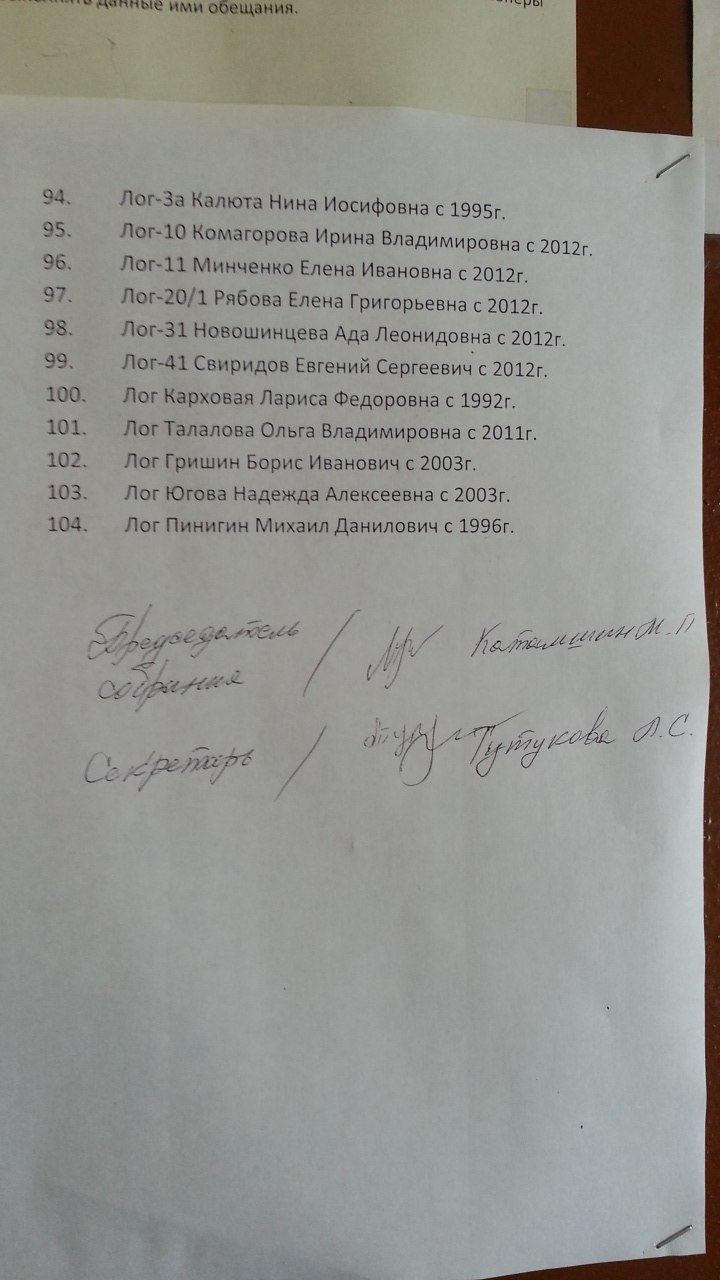 данные ими обещания.
94. Лог-3а Калюта Нина Иосифовна с 1995г.
95. Лог-10 Комагорова Ирина Владимировна с 2012г.
96. Лог-11 Минченко Елена Ивановна с 2012г.
97. Лог-20/1 Рябова Елена Григорьевна с 2012г.
98. Лог-31 Новошинцева Ада Леонидовна с 2012г.
99. Лог-41 Свиридов Евгений Сергеевич с 2012г.
100. Лог Карховая Лариса Федоровна с 1992г.
101. Лог Талалова Ольга Владимировна с 2011г.
102. Лог Гришин Борис Иванович с 2003г.
103. Лог Югова Надежда Алексеевна с 2003г.
104. Лог Пинигин Михаил Данилович с 1996г.
Председатель / Каташинский М.П
собрания
Секретарь / Тутукова Л.С.